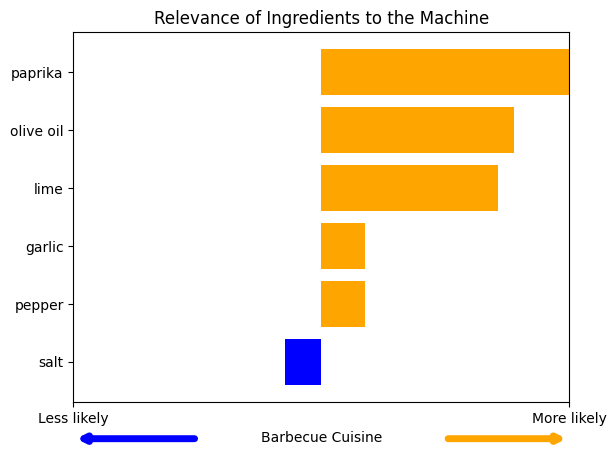 Relevance of Ingredients to the Machine
paprika
olive oil
lime
garlic
pepper
salt
Less likely
More likely
Barbecue Cuisine